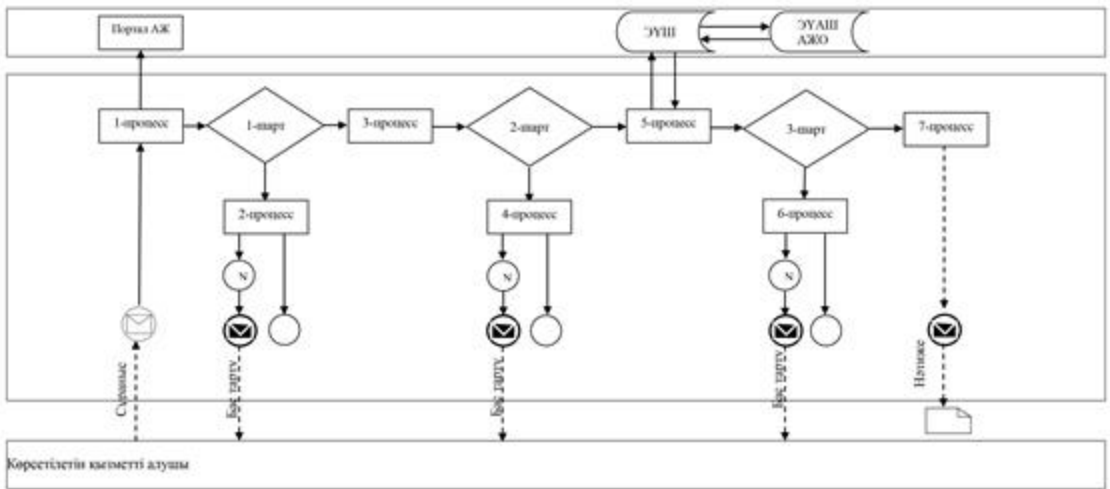 Портал АЖ
ЭҮШ
ЭҮАШ
АЖО
1-процесс
1-шарт
3-процесс
2-шарт
5-процесс
3-шарт
7-процесс
2-процесс
4-процесс
6-процесс
N
N
N
Сұраныс
Бас тарту
Бас тарту
Бас тарту
Нәтиже
Көрсетілетін қызметті алушы